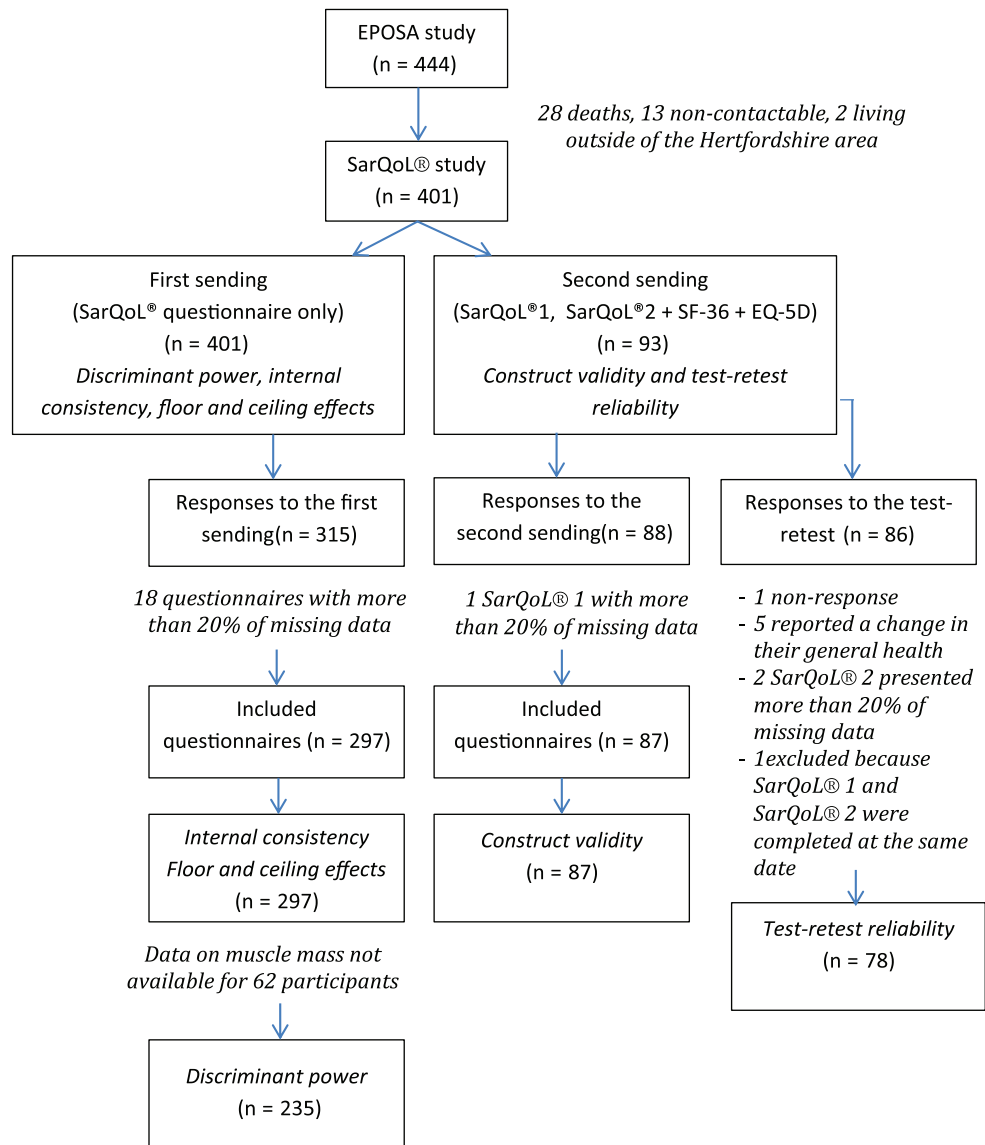 EPOSA study
(n = 444)
28 deaths, 13 non-contactable, 2 living
outside of the Hertfordshire area
SarQoL® study
(n = 401)
First sending
(SarQoL® questionnaire only)
(n = 401)
Discriminant power, internal
consistency, floor and ceiling effects
Second sending
(SarQoL®1, SarQoL®2 + SF-36 + EQ-5D)
(n = 93)
Construct validity and test-retest
reliability
Responses to the first
sending(n = 315)
Responses to the
second sending(n = 88)
Responses to the test-
retest (n = 86)
18 questionnaires with more
than 20% of missing data
1 SarQoL® 1 with more
than 20% of missing data
- 1 non-response
- 5 reported a change in
their general health
- 2 SarQoL® 2 presented
more than 20% of
missing data
- 1excluded because
SarQoL® 1 and
SarQoL® 2 were
completed at the same
date
Included
questionnaires (n = 297)
Included
questionnaires (n = 87)
Internal consistency
Floor and ceiling effects
(n = 297)
Construct validity
(n = 87)
Test-retest reliability
(n = 78)
Data on muscle mass not
available for 62 participants
Discriminant power
(n = 235)